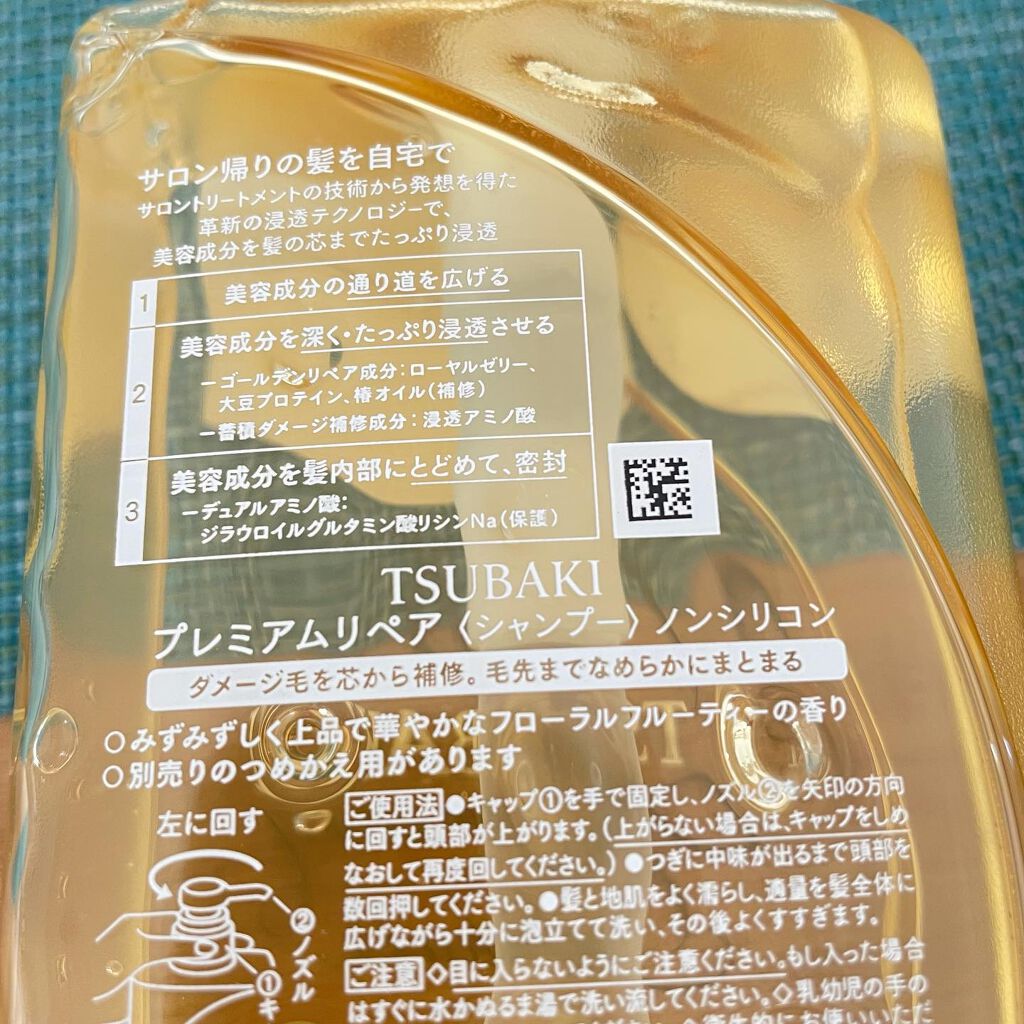 サロン帰りの髪を自宅で
サロントリートメントの技術から発想を得た
革新の浸透テクノロジーで、
美容成分を髪の芯までたっぷり浸透
1 美容成分の通り道を広げる
2 美容成分を深く・たっぷり浸透させる
ーゴールデンリペア成分：ローヤルゼリー、
大豆プロテイン、椿オイル（補修）
ー蓄積ダメージ補修成分：浸透アミノ酸
3 美容成分を髪内部にとどめて、密封
ーデュアルアミノ酸：
ジラウロイルグルタミン酸リシンNa（保護）
TSUBAKI
プレミアムリペア〈シャンプー〉ノンシリコン
ダメージ毛を芯から補修。毛先までなめらかにまとまる
○みずみずしく上品で華やかなフローラルフルーティーの香り
○別売りのつめかえ用があります
左に回す
②ノズル
①キ
ご使用法 ●キャップ①を手で固定し、ノズル②を矢印の方向
に回すと頭部が上がります。（上がらない場合は、キャップをしめ
なおして再度回してください。）●つぎに中味が出るまで頭部を
数回押してください。●髪と地肌をよく濡らし、適量を髪全体に
広げながら十分に泡立てて洗い、その後よくすすぎます。
ご注意 ◇目に入らないようにご注意ください。もし入った場合
はすぐに水かぬるま湯で洗い流してください。◇乳幼児の手の
◇衛生的にお使いいただ